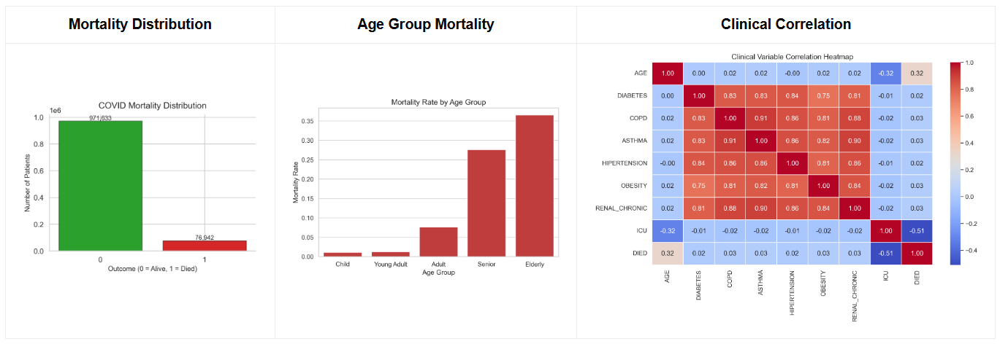 Mortality Distribution
Age Group Mortality
Clinical Correlation
COVID Mortality Distribution
1e6
1.0
0.8
0.6
0.4
0.2
0.0
Number of Patients
971,633
76,942
0 1
Outcome (0 = Alive, 1 = Died)
Mortality Rate by Age Group
0.35
0.30
0.25
0.20
0.15
0.10
0.05
0.00
Mortality Rate
Child Young Adult Adult Senior Elderly
Age Group
Clinical Variable Correlation Heatmap
AGE 1.00 0.00 0.02 0.02 -0.00 0.02 0.02 -0.32 0.32
DIABETES 0.00 1.00 0.83 0.83 0.84 0.75 0.81 -0.01 0.02
COPD 0.02 0.83 1.00 0.91 0.86 0.81 0.88 -0.02 0.03
ASTHMA 0.02 0.83 0.91 1.00 0.86 0.82 0.90 -0.02 0.03
HIPERTENSION -0.00 0.84 0.86 0.86 1.00 0.81 0.86 -0.01 0.02
OBESITY 0.02 0.75 0.81 0.82 0.81 1.00 0.84 -0.02 0.03
RENAL_CHRONIC 0.02 0.81 0.88 0.90 0.86 0.84 1.00 -0.02 0.03
ICU -0.32 -0.01 -0.02 -0.02 -0.01 -0.02 -0.02 1.00 -0.51
DIED 0.32 0.02 0.03 0.03 0.02 0.03 0.03 -0.51 1.00
AGE DIABETES COPD ASTHMA HIPERTENSION OBESITY RENAL_CHRONIC ICU DIED
1.0
0.8
0.6
0.4
0.2
0.0
-0.2
-0.4